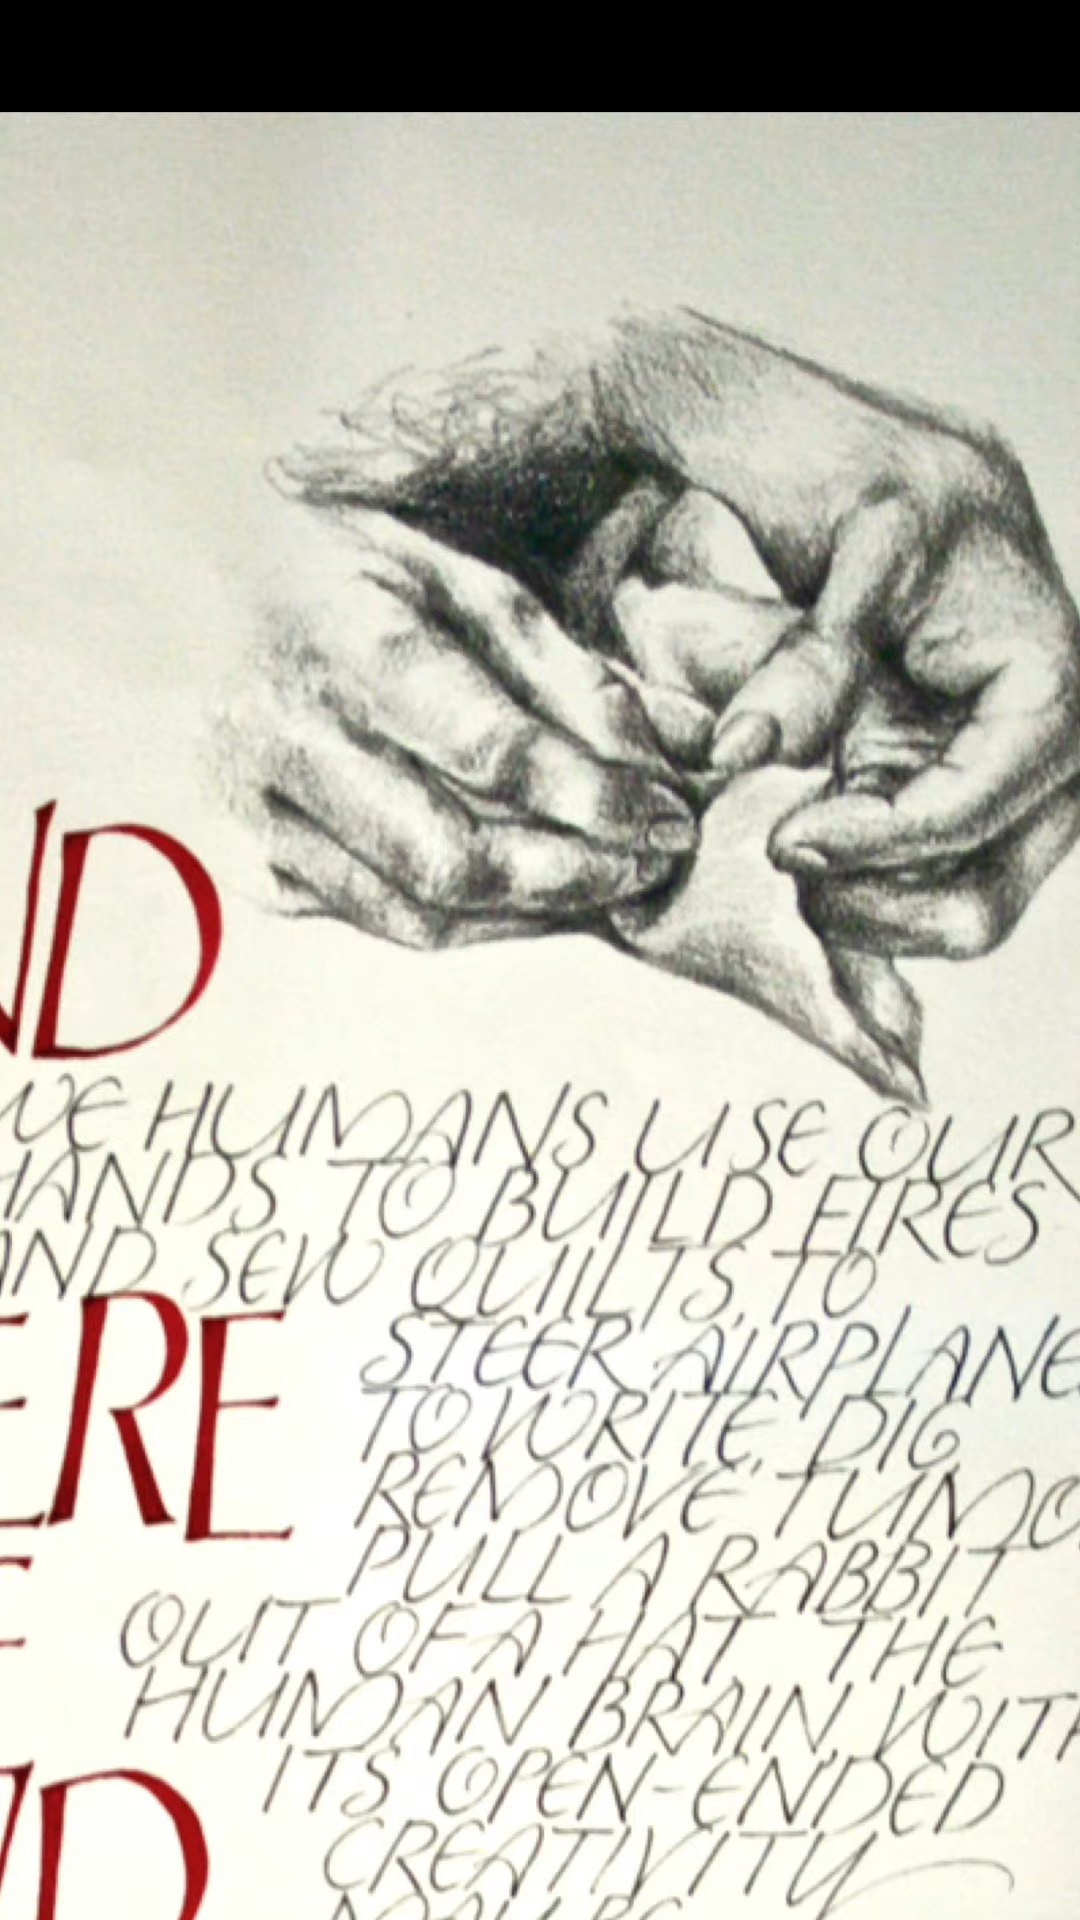 ND
WE HUMANS USE OUR
HANDS TO BUILD FIRES
AND SEW QUILTS, TO
ERE
STEER AIRPLANE
TO WRITE, DIG,
REMOVE TUMO
PULL A RABBIT
OUT OF A HAT THE
HUMAN BRAIN, WITH
ITS OPEN-ENDED
CREATIVITY
ND